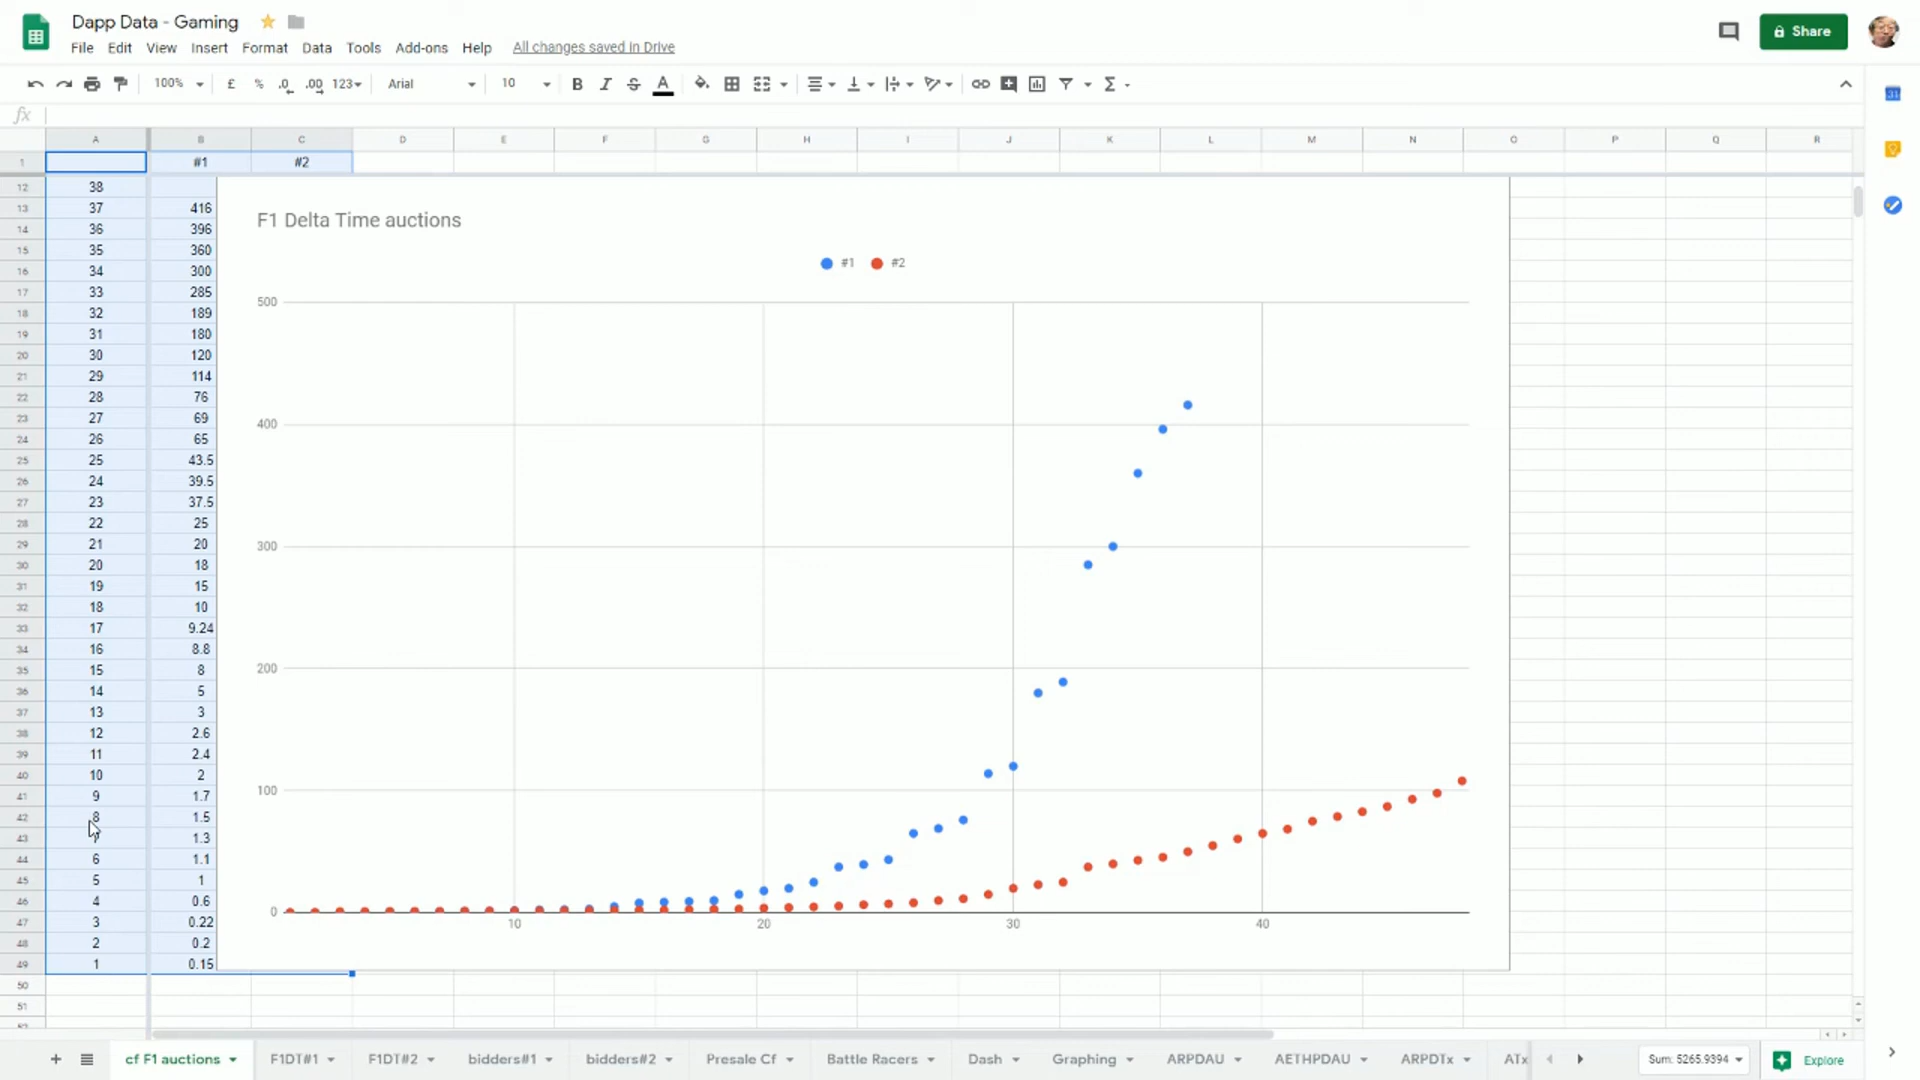 Dapp Data - Gaming
File Edit View Insert Format Data Tools Add-ons Help All changes saved in Drive
Share
100% £ % .0 .00 123 Arial 10 B I S A Σ
31
fx
A B C D E F G H I J K L M N O P Q R
1 #1 #2
12 38
13 37 416
14 36 396
15 35 360
16 34 300
17 33 285
18 32 189
19 31 180
20 30 120
21 29 114
22 28 76
23 27 69
24 26 65
25 25 43.5
26 24 39.5
27 23 37.5
28 22 25
29 21 20
30 20 18
31 19 15
32 18 10
33 17 9.24
34 16 8.8
35 15 8
36 14 5
37 13 3
38 12 2.6
39 11 2.4
40 10 2
41 9 1.7
42 8 1.5
43 7 1.3
44 6 1.1
45 5 1
46 4 0.6
47 3 0.22
48 2 0.2
49 1 0.15
50
51
F1 Delta Time auctions
#1 #2
500
400
300
200
100
0
10 20 30 40
cf F1 auctions F1DT#1 F1DT#2 bidders#1 bidders#2 Presale Cf Battle Racers Dash Graphing ARPDAU AETHPDAU ARPDTx ATx Sum: 5265.9394 Explore